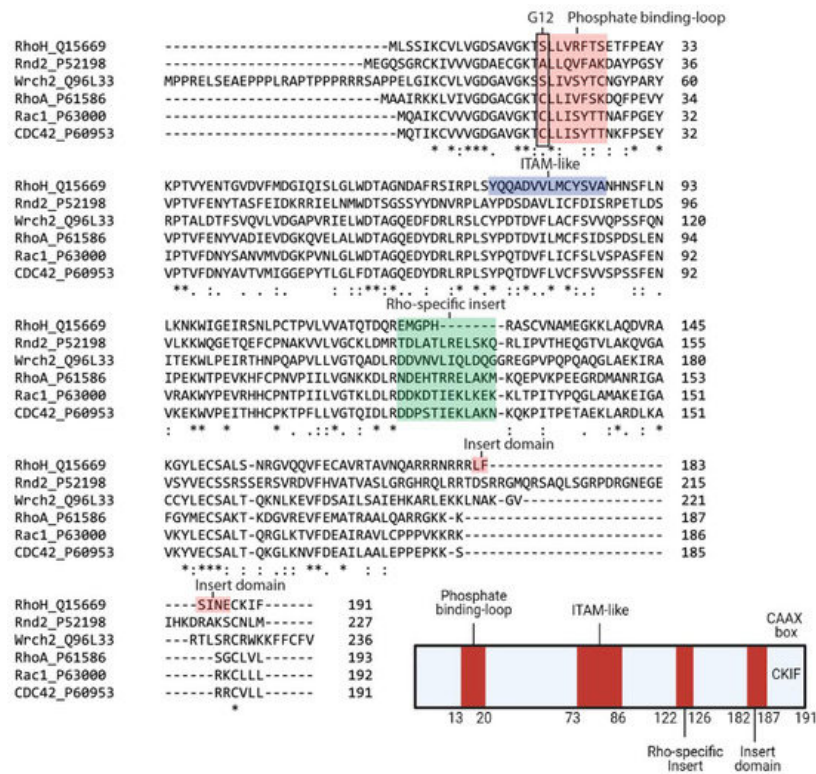 G12 Phosphate binding-loop
RhoH_Q15669 -----------------------------MLSSIKCVLVGDSAVGKTSLLVRFTSETFPEAY 33
Rnd2_P52198 --------------------------MEGQSGRCKIVVVGDAECGKTALLQVFAKDAYPGSY 36
Wrch2_Q96L33 MPPRELSEAEPPPLRAPTPPPRRRSAPPELGIKCVLVGDGAVGKSSLIVSYTCNGYPARY 60
RhoA_P61586 --------------------------MAAIRKKLVIVGDGACGKTCLLIVFSKDQFPEVY 34
Rac1_P63000 ----------------------------MQAIKCVVVGDGAVGKTCLLISYTTNAFPGEY 32
CDC42_P60953 ----------------------------MQTIKCVVVGDGAVGKTCLLISYTTNKFPSEY 32
* *:***. **:.:* :: : :* *
ITAM-like
RhoH_Q15669 KPTVYENTGVDVFMDGIQISLGLWDTAGNDAFRSIRPLSYQQADVVLMCYSVANHNSFLN 93
Rnd2_P52198 VPTVFENYTASFEIDKRRIELNMWDTSGSSYYDNVRPLAYPDSDAVLICFDISRPETLDS 96
Wrch2_Q96L33 RPTALDTFSVQVLVDGAPVRIELWDTAGQEDFDRLRSLCYPDTDVFLACFSVVQPSSFQN 120
RhoA_P61586 VPTVFENYVADIEVDGKQVELALWDTAGQEDYDRLRPLSYPDTDVILMCFSIDSPDSLEN 94
Rac1_P63000 IPTVFDNYSANVMVDGKPVNLGLWDTAGQEDYDRLRPLSYPQTDVFLICFSLVSPASFEN 92
CDC42_P60953 VPTVFDNYAVTVMIGGEPYTLGLFDTAGQEDYDRLRPLSYPQTDVFLVCFSVVSPSSFEN 92
**. :. . :. : ::**:*. : :*.*.* ::*..* *:.: :: .
Rho-specific insert
RhoH_Q15669 LKNKWIGEIRSNLPCTPVLVVATQTDQREMGPH--------RASCVNAMEGKKLAQDVRA 145
Rnd2_P52198 VLKKWQGETQEFCPNAKVVLVGCKLDMRTDLATLRELSKQRLIPVTHEQGTVLAKQVGA 155
Wrch2_Q96L33 ITEKWLPEIRTHNPQAPVLLVGTQADLRDDVNVLIQLDQGGREGPVPQPQAQGLAEKIRA 180
RhoA_P61586 IPEKWTPEVKHFCPNVPIILVGNKKDLRNDEHTRRELAKM-KQEPVKPEEGRDMANRIGA 153
Rac1_P63000 VRAKWYPEVRHHCPNTPIILVGTKLDLRDDKDTIEKLKEK-KLTPITYPQGLAMAKEIGA 151
CDC42_P60953 VKEKWVPEITHHCPKTPFLLVGTQIDLRDDPSTIEKLAKN-KQKPITPETAEKLARDLKA 151
: ** * * . .::*. : * * : . :*. : *
Insert domain
RhoH_Q15669 KGYLECSALS-NRGVQQVFECAVRTAVNQARRRNRRRLF--------------------- 183
Rnd2_P52198 VSYVECSSRSSERSVRDVFHVATVASLGRGHRQLRRTDSRRGMQRSAQLSGRPDRGNEGE 215
Wrch2_Q96L33 CCYLECSALT-QKNLKEVFDSAILSAIEHKARLEKKLNAK-GV----------------- 221
RhoA_P61586 FGYMECSAKT-KDGVREVFEMATRAALQARRGKK-K------------------------ 187
Rac1_P63000 VKYLECSALT-QRGLKTVFDEAIRAVLCPPPVKKRK------------------------ 186
CDC42_P60953 VKYVECSALT-QKGLKNVFDEAILAALEPPEPKK-S------------------------ 185
*:***: : . :: **. * : :
Insert domain
RhoH_Q15669 ----SINECKIF------ 191
Rnd2_P52198 IHKDRAKSCNLM------ 227
Wrch2_Q96L33 ---RTLSRCRWKKFFCFV 236
RhoA_P61586 ------SGCLVL------ 193
Rac1_P63000 ------RKCLLL------ 192
CDC42_P60953 ------RRCVLL------ 191
*
Phosphate
binding-loop
ITAM-like
CAAX
box
CKIF
13 20 73 86 122 126 182 187 191
Rho-specific
Insert
Insert
domain